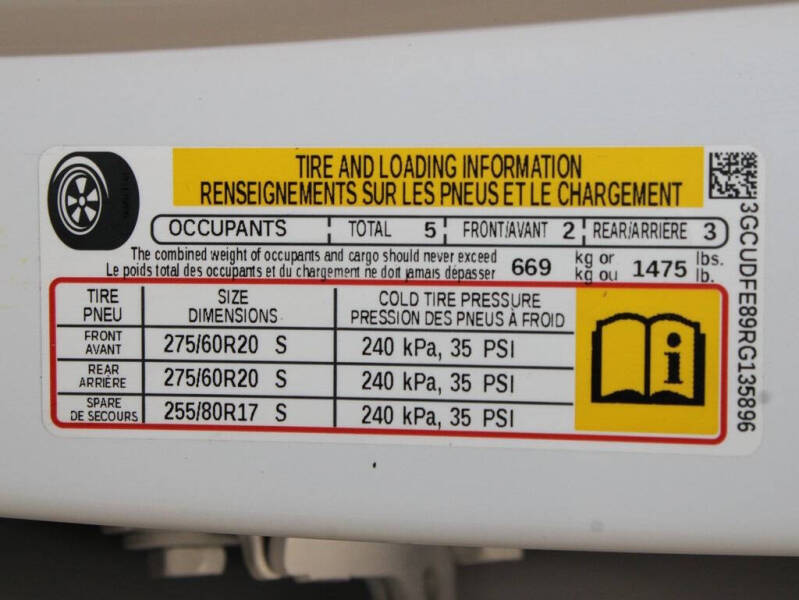 TIRE AND LOADING INFORMATION
RENSEIGNEMENTS SUR LES PNEUS ET LE CHARGEMENT
OCCUPANTS TOTAL 5 FRONT/AVANT 2 REAR/ARRIERE 3
The combined weight of occupants and cargo should never exceed
Le poids total des occupants et du chargement ne doit jamais dépasser
669 kg or
kg ou 1475 lbs.
lb.
TIRE
PNEU
SIZE
DIMENSIONS
COLD TIRE PRESSURE
PRESSION DES PNEUS À FROID
FRONT
AVANT
275/60R20 S 240 kPa, 35 PSI
REAR
ARRIÈRE
275/60R20 S 240 kPa, 35 PSI
SPARE
DE SECOURS
255/80R17 S 240 kPa, 35 PSI
i
3GCUDFE89RG135896